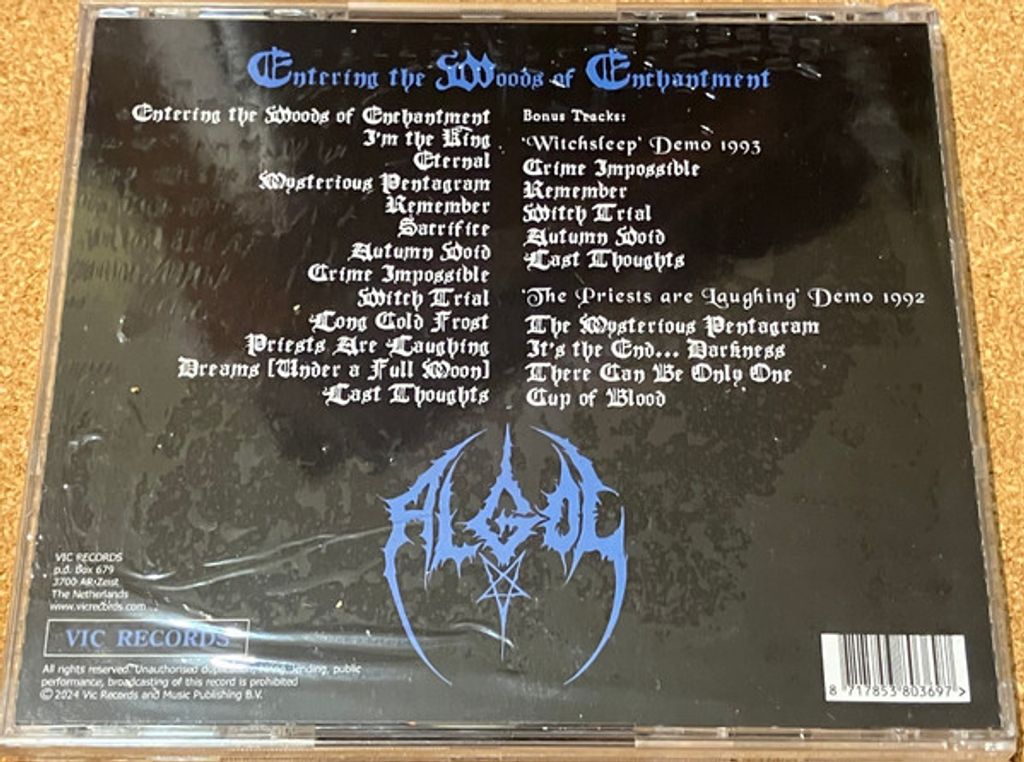 Entering the Woods of Enchantment
Entering the Woods of Enchantment
I'm the King
Eternal
Mysterious Pentagram
Remember
Sacrifice
Autumn Void
Crime Impossible
Witch Trial
Long Cold Frost
Priests Are Laughing
Dreams [Under a Full Moon]
Last Thoughts
Bonus Tracks:
'Witchsleep' Demo 1993
Crime Impossible
Remember
Witch Trial
Autumn Void
Last Thoughts
'The Priests are Laughing' Demo 1992
The Mysterious Pentagram
It's the End... Darkness
There Can Be Only One
Cup of Blood
ALGOL
VIC RECORDS
p.o. Box 679
3700 AR-Zeist
The Netherlands
www.vicrecords.com
VIC RECORDS
All rights reserved. Unauthorised duplication, hiring, lending, public
performance, broadcasting of this record is prohibited
© 2024 Vic Records and Music Publishing B.V.
8 717853 803697 >